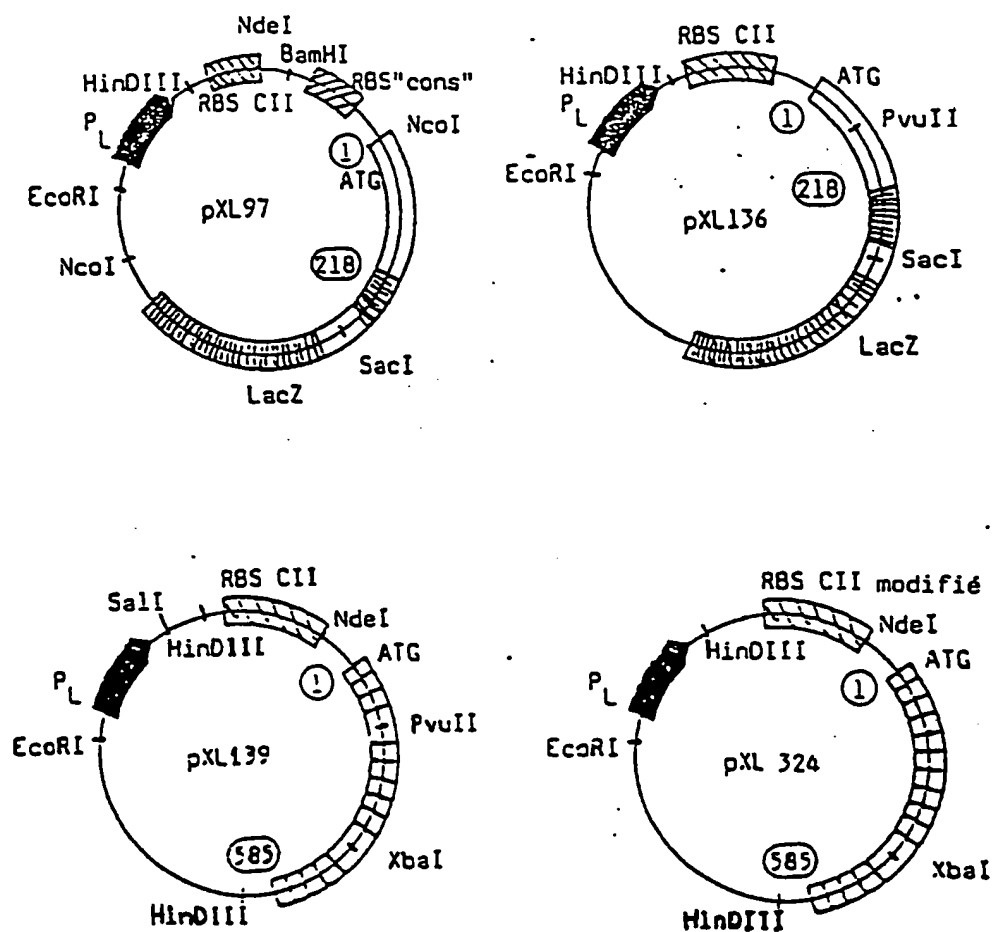 NdeI
BamHI
HinDIII
RBS CII
RBS"cons"
P
L
NcoI
1
ATG
EcoRI
pXL97
218
NcoI
SacI
LacZ
RBS CII
HinDIII
ATG
P
L
1
PvuII
EcoRI
218
pXL136
SacI
LacZ
RBS CII
SalI
NdeI
HinDIII
ATG
P
L
1
PvuII
EcoRI
pXL139
585
XbaI
HinDIII
RBS CII modifié
NdeI
HinDIII
ATG
P
L
1
EcoRI
pXL 324
585
XbaI
HinDIII